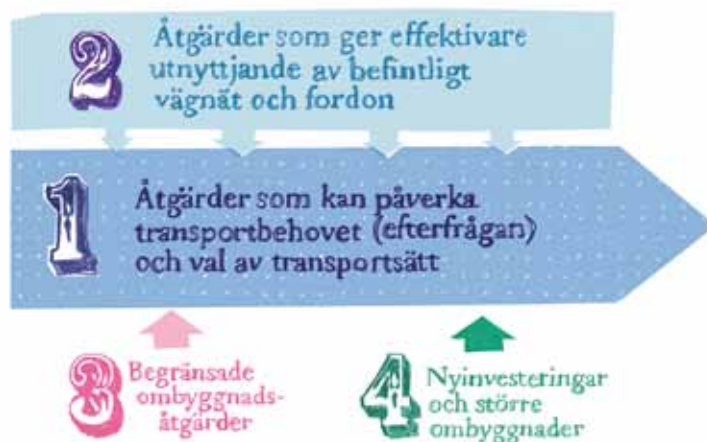 2
Åtgärder som ger effektivare
utnyttjande av befintligt
vägnät och fordon
1
Åtgärder som kan påverka
transportbehovet (efterfrågan)
och val av transportsätt
3
Begränsade
ombyggnads-
åtgärder
4
Nyinvesteringar
och större
ombyggnader